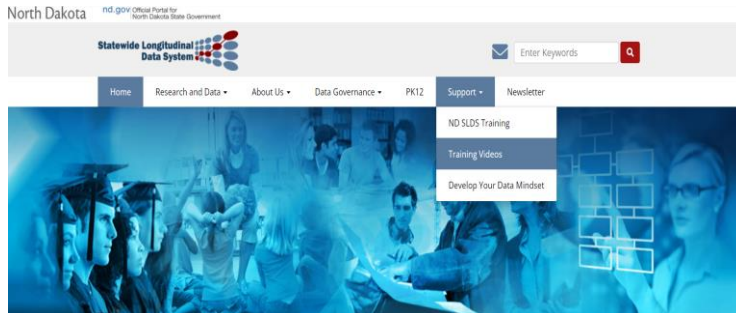 North Dakota
nd.gov Official Portal for
North Dakota State Government
Statewide Longitudinal
Data System
Enter Keywords
Home Research and Data About Us Data Governance PK12 Support Newsletter
ND SLDS Training
Training Videos
Develop Your Data Mindset